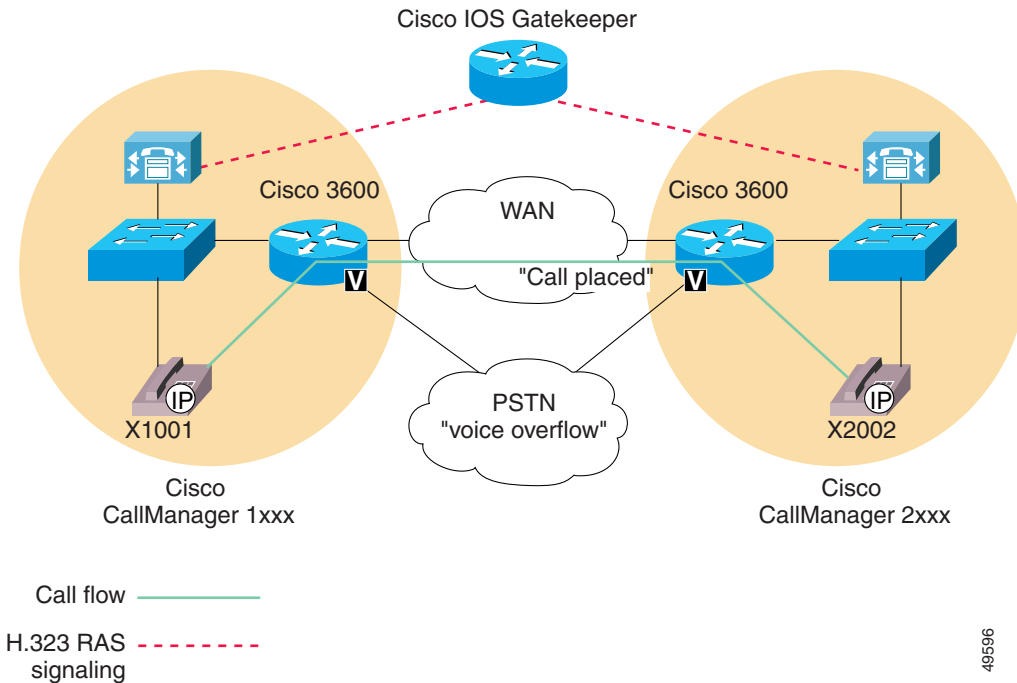 Cisco IOS Gatekeeper
Cisco 3600
Cisco 3600
WAN
"Call placed"
V
V
IP
X1001
PSTN
"voice overflow"
IP
X2002
Cisco
CallManager 1xxx
Cisco
CallManager 2xxx
Call flow
H.323 RAS
signaling
49596